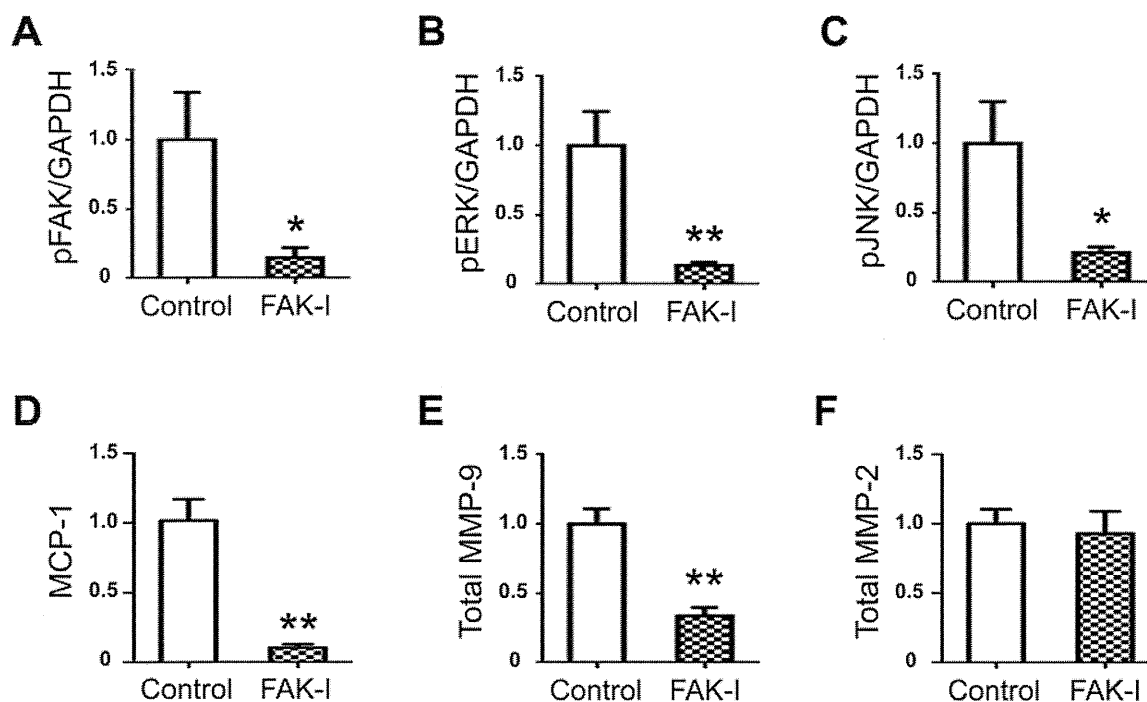 A
pFAK/GAPDH
1.5
1.0
0.5
0
*
Control FAK-I
B
pERK/GAPDH
1.5
1.0
0.5
0
**
Control FAK-I
C
pJNK/GAPDH
1.5
1.0
0.5
0
*
Control FAK-I
D
MCP-1
1.5
1.0
0.5
0
**
Control FAK-I
E
Total MMP-9
1.5
1.0
0.5
0
**
Control FAK-I
F
Total MMP-2
1.5
1.0
0.5
0
Control FAK-I